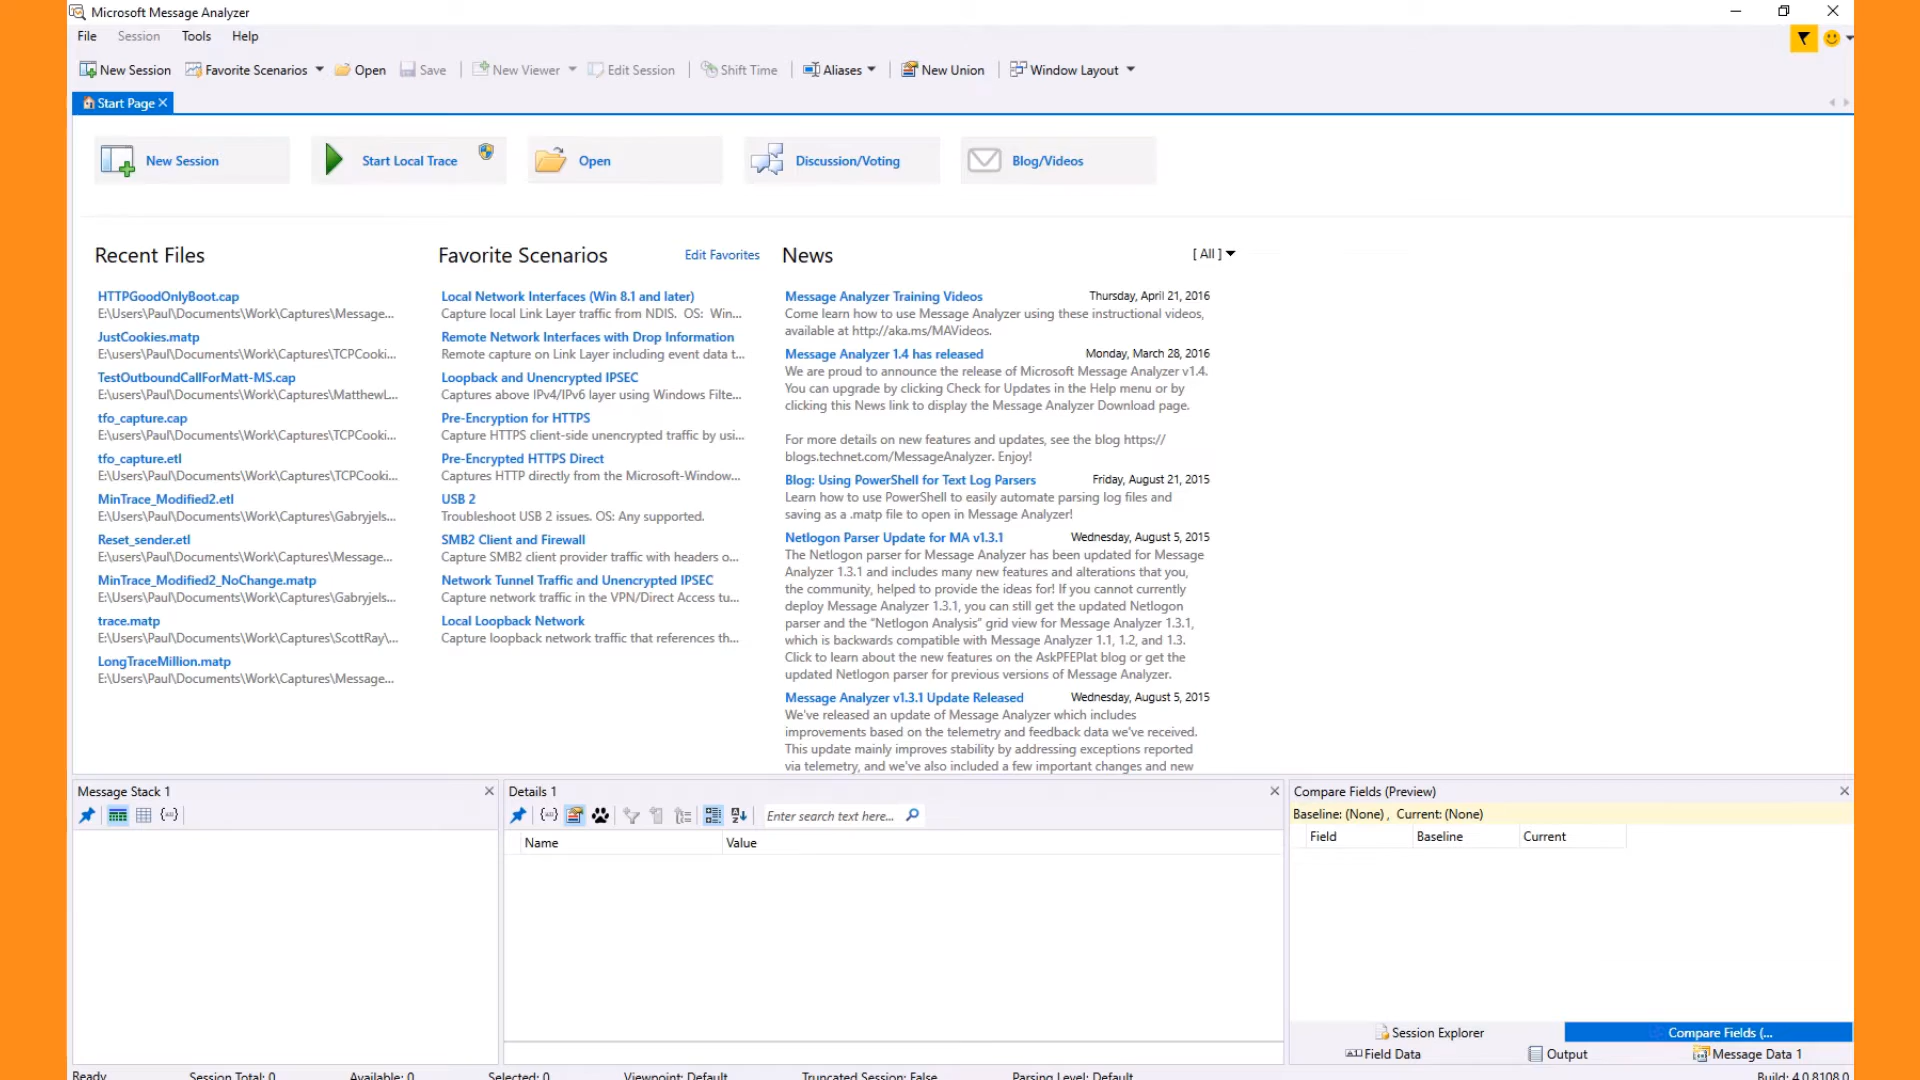 Microsoft Message Analyzer
File Session Tools Help
New Session Favorite Scenarios Open Save New Viewer Edit Session Shift Time Aliases New Union Window Layout
Start Page
New Session Start Local Trace Open Discussion/Voting Blog/Videos
Recent Files
HTTPGoodOnlyBoot.cap
E:\Users\Paul\Documents\Work\Captures\Message...
JustCookies.matp
E:\users\Paul\Documents\Work\Captures\TCPCooki...
TestOutboundCallForMatt-MS.cap
E:\Users\Paul\Documents\Work\Captures\MatthewL...
tfo_capture.cap
E:\users\Paul\Documents\Work\Captures\TCPCooki...
tfo_capture.etl
E:\Users\Paul\Documents\Work\Captures\TCPCooki...
MinTrace_Modified2.etl
E:\Users\Paul\Documents\Work\Captures\Gabryjels...
Reset_sender.etl
E:\users\Paul\Documents\Work\Captures\Message...
MinTrace_Modified2_NoChange.matp
E:\Users\Paul\Documents\Work\Captures\Gabryjels...
trace.matp
E:\Users\Paul\Documents\Work\Captures\ScottRay\...
LongTraceMillion.matp
E:\Users\Paul\Documents\Work\Captures\Message...
Favorite Scenarios Edit Favorites
Local Network Interfaces (Win 8.1 and later)
Capture local Link Layer traffic from NDIS. OS: Win...
Remote Network Interfaces with Drop Information
Remote capture on Link Layer including event data t...
Loopback and Unencrypted IPSEC
Captures above IPv4/IPv6 layer using Windows Filte...
Pre-Encryption for HTTPS
Capture HTTPS client-side unencrypted traffic by usi...
Pre-Encrypted HTTPS Direct
Captures HTTP directly from the Microsoft-Window...
USB 2
Troubleshoot USB 2 issues. OS: Any supported.
SMB2 Client and Firewall
Capture SMB2 client provider traffic with headers o...
Network Tunnel Traffic and Unencrypted IPSEC
Capture network traffic in the VPN/Direct Access tu...
Local Loopback Network
Capture loopback network traffic that references th...
News [ All ]
Message Analyzer Training Videos Thursday, April 21, 2016
Come learn how to use Message Analyzer using these instructional videos,
available at http://aka.ms/MAVideos.
Message Analyzer 1.4 has released Monday, March 28, 2016
We are proud to announce the release of Microsoft Message Analyzer v1.4.
You can upgrade by clicking Check for Updates in the Help menu or by
clicking this News link to display the Message Analyzer Download page.
For more details on new features and updates, see the blog https://
blogs.technet.com/MessageAnalyzer. Enjoy!
Blog: Using PowerShell for Text Log Parsers Friday, August 21, 2015
Learn how to use PowerShell to easily automate parsing log files and
saving as a .matp file to open in Message Analyzer!
Netlogon Parser Update for MA v1.3.1 Wednesday, August 5, 2015
The Netlogon parser for Message Analyzer has been updated for Message
Analyzer 1.3.1 and includes many new features and alterations that you,
the community, helped to provide the ideas for! If you cannot currently
deploy Message Analyzer 1.3.1, you can still get the updated Netlogon
parser and the "Netlogon Analysis" grid view for Message Analyzer 1.3.1,
which is backwards compatible with Message Analyzer 1.1, 1.2, and 1.3.
Click to learn about the new features on the AskPFEPlat blog or get the
updated Netlogon parser for previous versions of Message Analyzer.
Message Analyzer v1.3.1 Update Released Wednesday, August 5, 2015
We've released an update of Message Analyzer which includes
improvements based on the telemetry and feedback data we've received.
This update mainly improves stability by addressing exceptions reported
via telemetry, and we've also included a few important changes and new
Message Stack 1
Details 1
Enter search text here...
Name Value
Compare Fields (Preview)
Baseline: (None) , Current: (None)
Field Baseline Current
Session Explorer Compare Fields (...
Field Data Output Message Data 1
Ready Session Total: 0 Available: 0 Selected: 0 Viewpoint: Default Truncated Session: False Parsing Level: Default Build: 4.0.8108.0